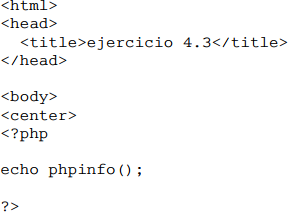 <html>
<head>
<title>ejercicio 4.3</title>
</head>
<body>
<center>
<?php
echo phpinfo();
?>